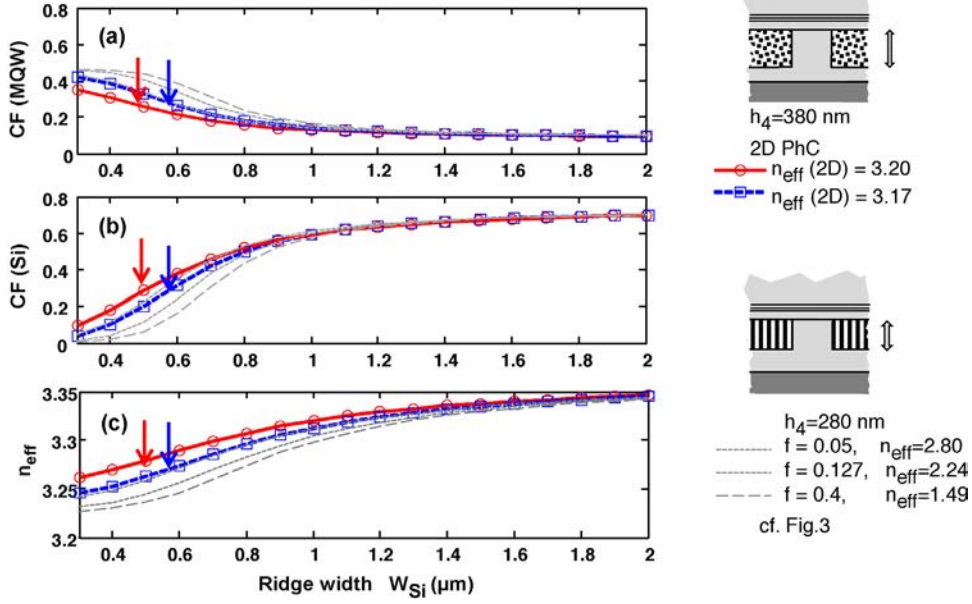 (a)
CF (MQW)
0.8
0.6
0.4
0.2
0
0.4 0.6 0.8 1 1.2 1.4 1.6 1.8 2
(b)
CF (Si)
0.8
0.6
0.4
0.2
0
0.4 0.6 0.8 1 1.2 1.4 1.6 1.8 2
(c)
neff
3.35
3.3
3.25
3.2
0.4 0.6 0.8 1 1.2 1.4 1.6 1.8 2
Ridge width WSi (µm)
h4=380 nm
2D PhC
neff (2D) = 3.20
neff (2D) = 3.17
h4=280 nm
f = 0.05, neff=2.80
f = 0.127, neff=2.24
f = 0.4, neff=1.49
cf. Fig.3